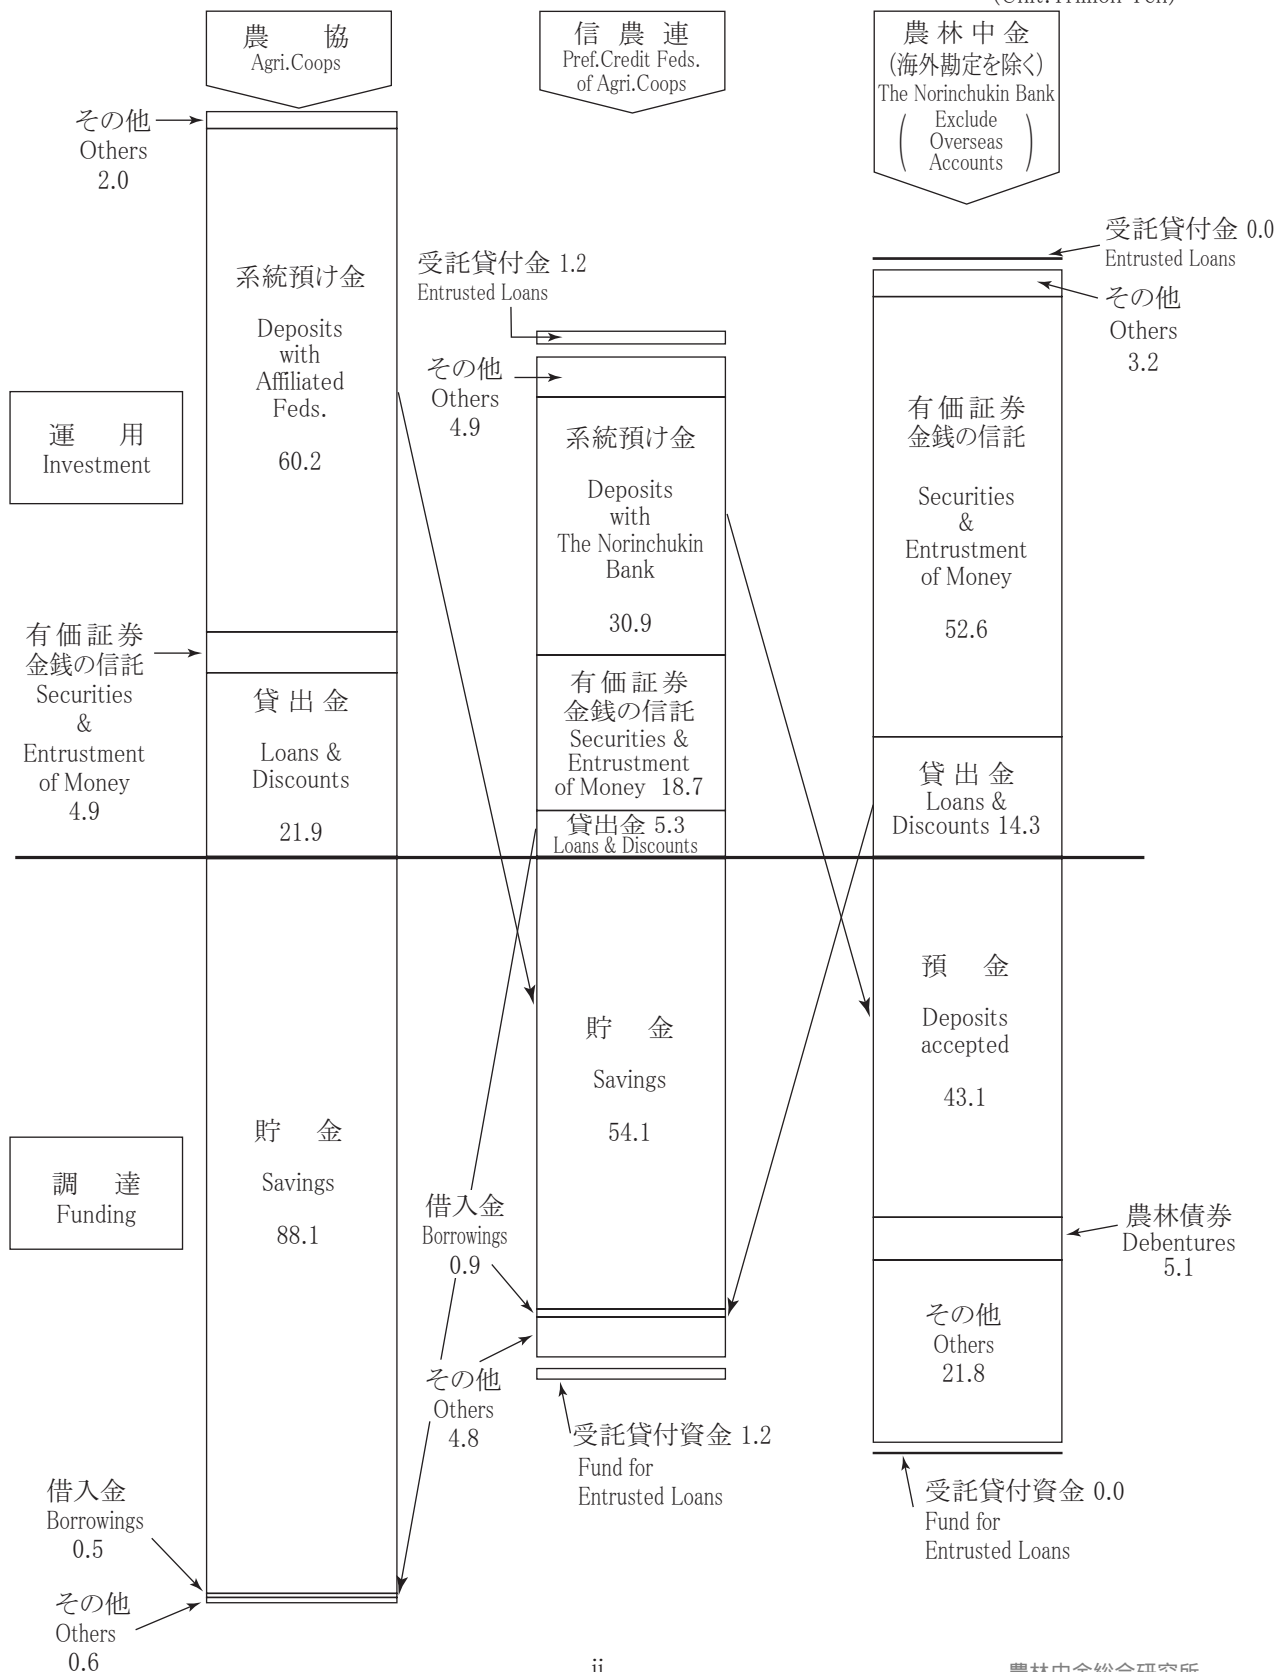 (Unit:Trillion Yen)
農 協
Agri.Coops
信 農 連
Pref.Credit Feds.
of Agri.Coops
農 林 中 金
(海外勘定を除く)
The Norinchukin Bank
Exclude
Overseas
Accounts
その他
Others
2.0
系統預け金
Deposits
with
Affiliated
Feds.
60.2
受託貸付金 1.2
Entrusted Loans
受託貸付金 0.0
Entrusted Loans
その他
Others
3.2
その他
Others
4.9
運 用
Investment
系統預け金
Deposits
with
The Norinchukin
Bank
30.9
有価証券
金銭の信託
Securities
&
Entrustment
of Money
52.6
有価証券
金銭の信託
Securities
&
Entrustment
of Money
4.9
貸 出 金
Loans &
Discounts
21.9
有価証券
金銭の信託
Securities &
Entrustment
of Money 18.7
貸出金 5.3
Loans & Discounts
貸 出 金
Loans &
Discounts 14.3
預 金
Deposits
accepted
43.1
貯 金
Savings
54.1
貯 金
Savings
88.1
調 達
Funding
借入金
Borrowings
0.9
農林債券
Debentures
5.1
その他
Others
21.8
その他
Others
4.8
受託貸付資金 1.2
Fund for
Entrusted Loans
受託貸付資金 0.0
Fund for
Entrusted Loans
借入金
Borrowings
0.5
その他
Others
0.6
ii
農林中金総合研究所